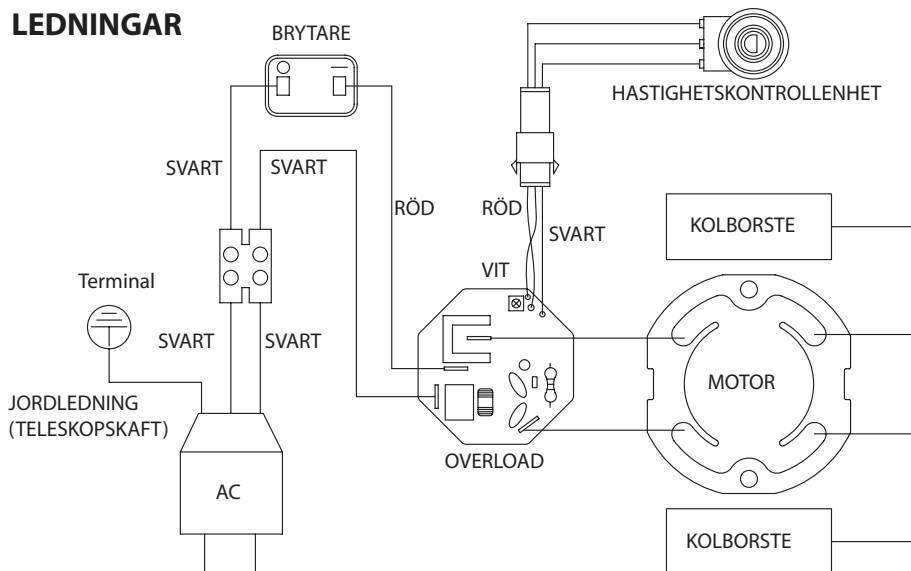 LEDNINGAR
BRYTARE
HASTIGHETSKONTROLLENHET
SVART
SVART
RÖD
RÖD
SVART
KOLBORSTE
VIT
Terminal
SVART
SVART
MOTOR
JORDLEDNING
(TELESKOPSKAFT)
OVERLOAD
AC
KOLBORSTE